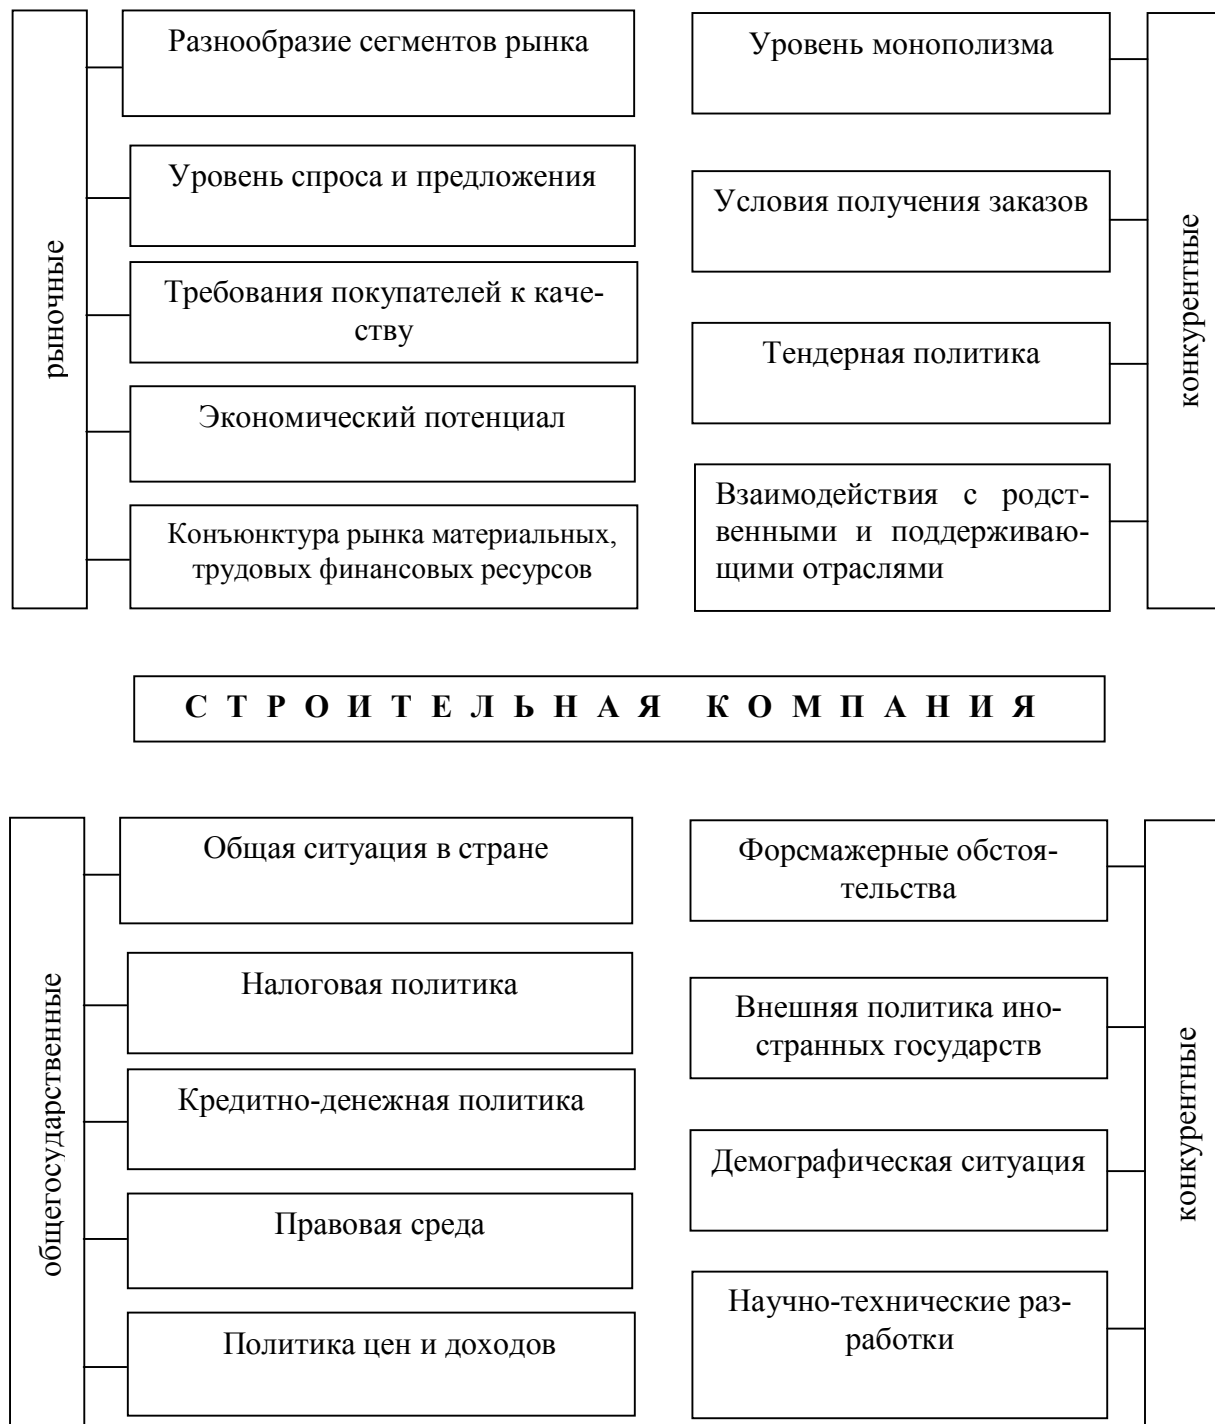 рыночные
Разнообразие сегментов рынка
Уровень спроса и предложения
Требования покупателей к каче-
ству
Экономический потенциал
Конъюнктура рынка материальных,
трудовых финансовых ресурсов
Уровень монополизма
Условия получения заказов
Тендерная политика
Взаимодействия с родст-
венными и поддерживаю-
щими отраслями
конкурентные
СТРОИТЕЛЬНАЯ КОМПАНИЯ
общегосударственные
Общая ситуация в стране
Налоговая политика
Кредитно-денежная политика
Правовая среда
Политика цен и доходов
Форсмажерные обстоя-
тельства
Внешняя политика ино-
странных государств
Демографическая ситуация
Научно-технические раз-
работки
конкурентные